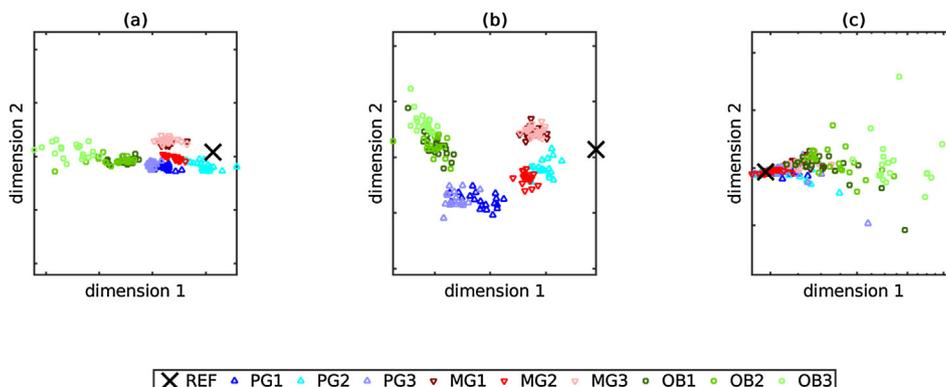 (a) (b) (c)
dimension 2 dimension 2 dimension 2
dimension 1 dimension 1 dimension 1
REF PG1 PG2 PG3 MG1 MG2 MG3 OB1 OB2 OB3